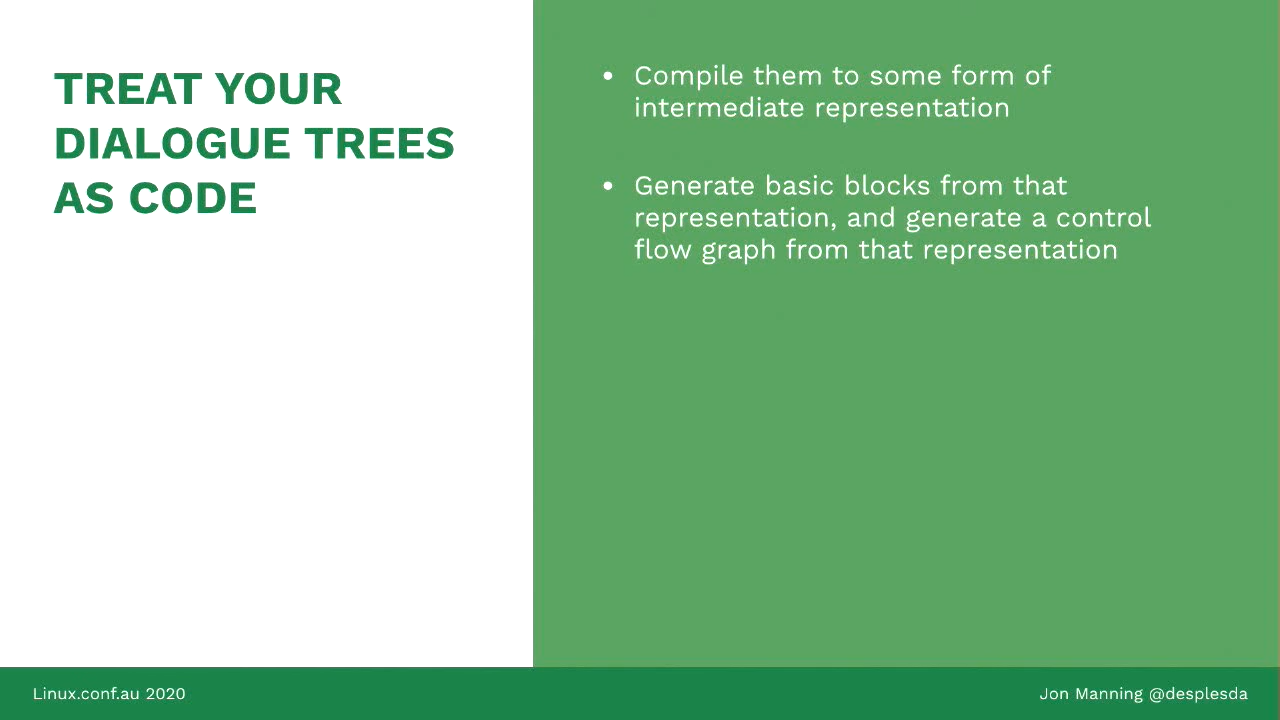 TREAT YOUR
DIALOGUE TREES
AS CODE
• Compile them to some form of
intermediate representation
• Generate basic blocks from that
representation, and generate a control
flow graph from that representation
Linux.conf.au 2020
Jon Manning @desplesda